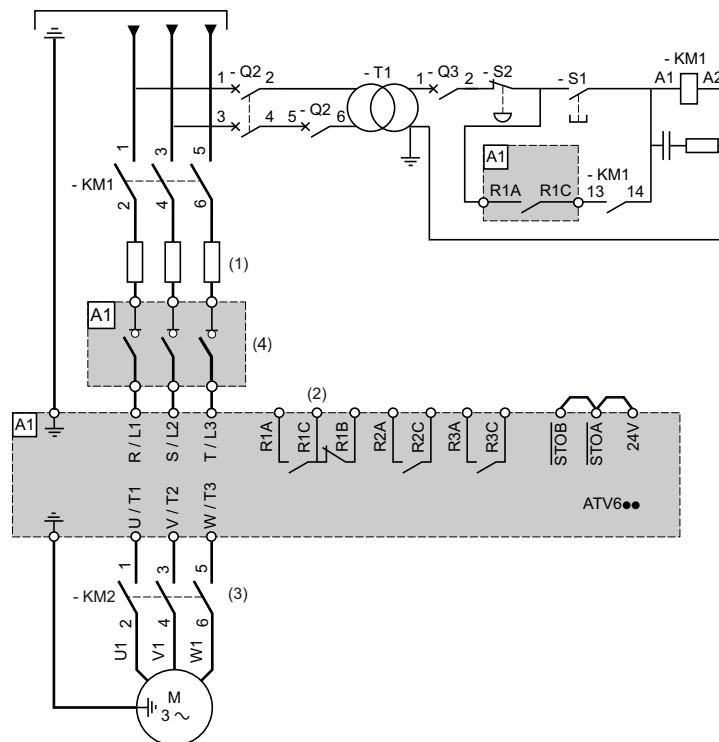 - KM1
1 - Q2 2
- T1
1 - Q3 2
- S2
- S1
A1 A2
3 4 5 - Q2 6
1 3 5
A1
- KM1
R1A R1C 13 14
- KM1
2 4 6
(1)
A1
(4)
(2)
A1
R / L1
S / L2
T / L3
R1A
R1C
R1B
R2A
R2C
R3A
R3C
STOB
STOA
24V
U / T1
V / T2
W / T3
ATV6●●
1 3 5
- KM2
(3)
2 4 6
U1
V1
W1
M
3 ~